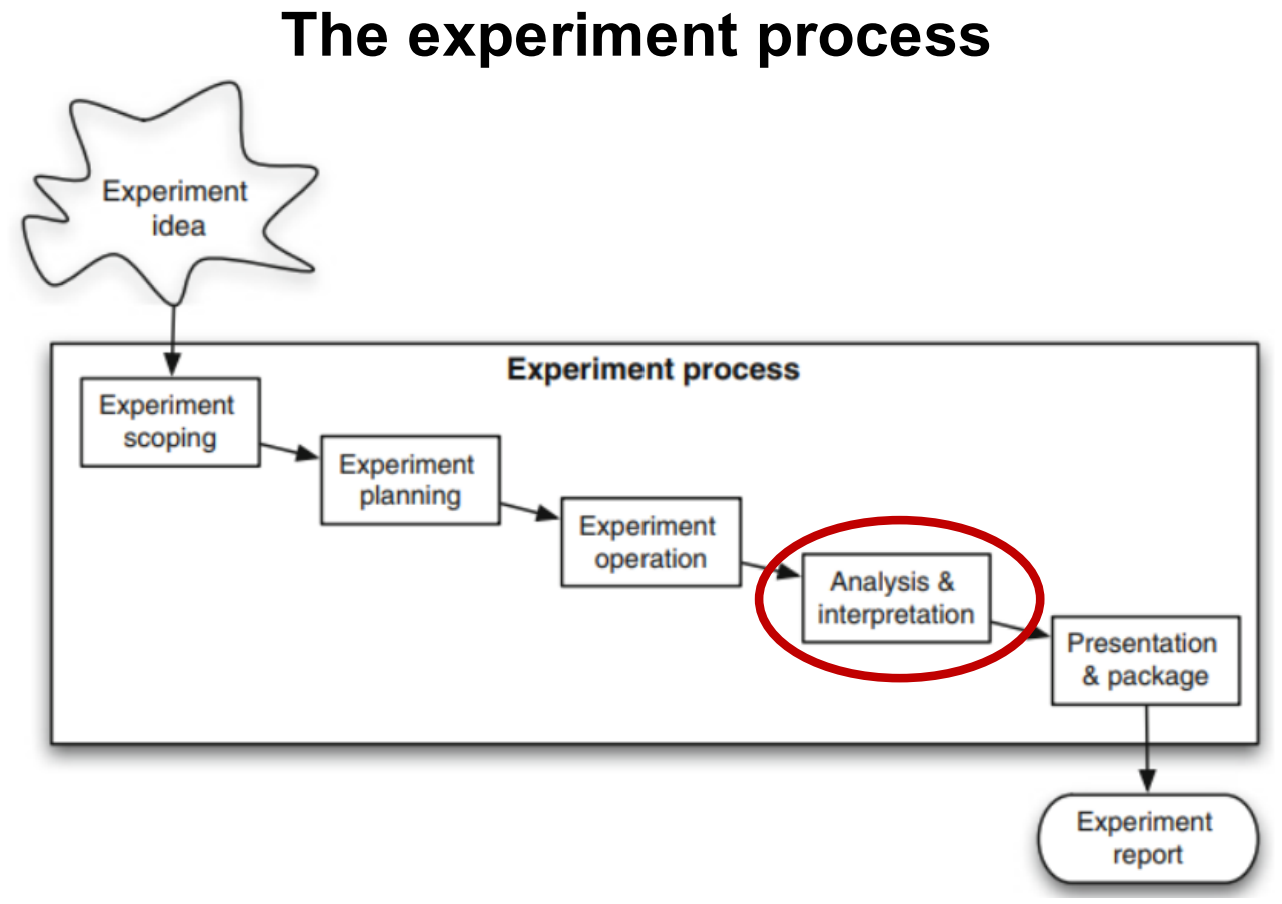 The experiment process
Experiment
idea
Experiment process
Experiment
scoping
Experiment
planning
Experiment
operation
Analysis &
interpretation
Presentation
& package
Experiment
report